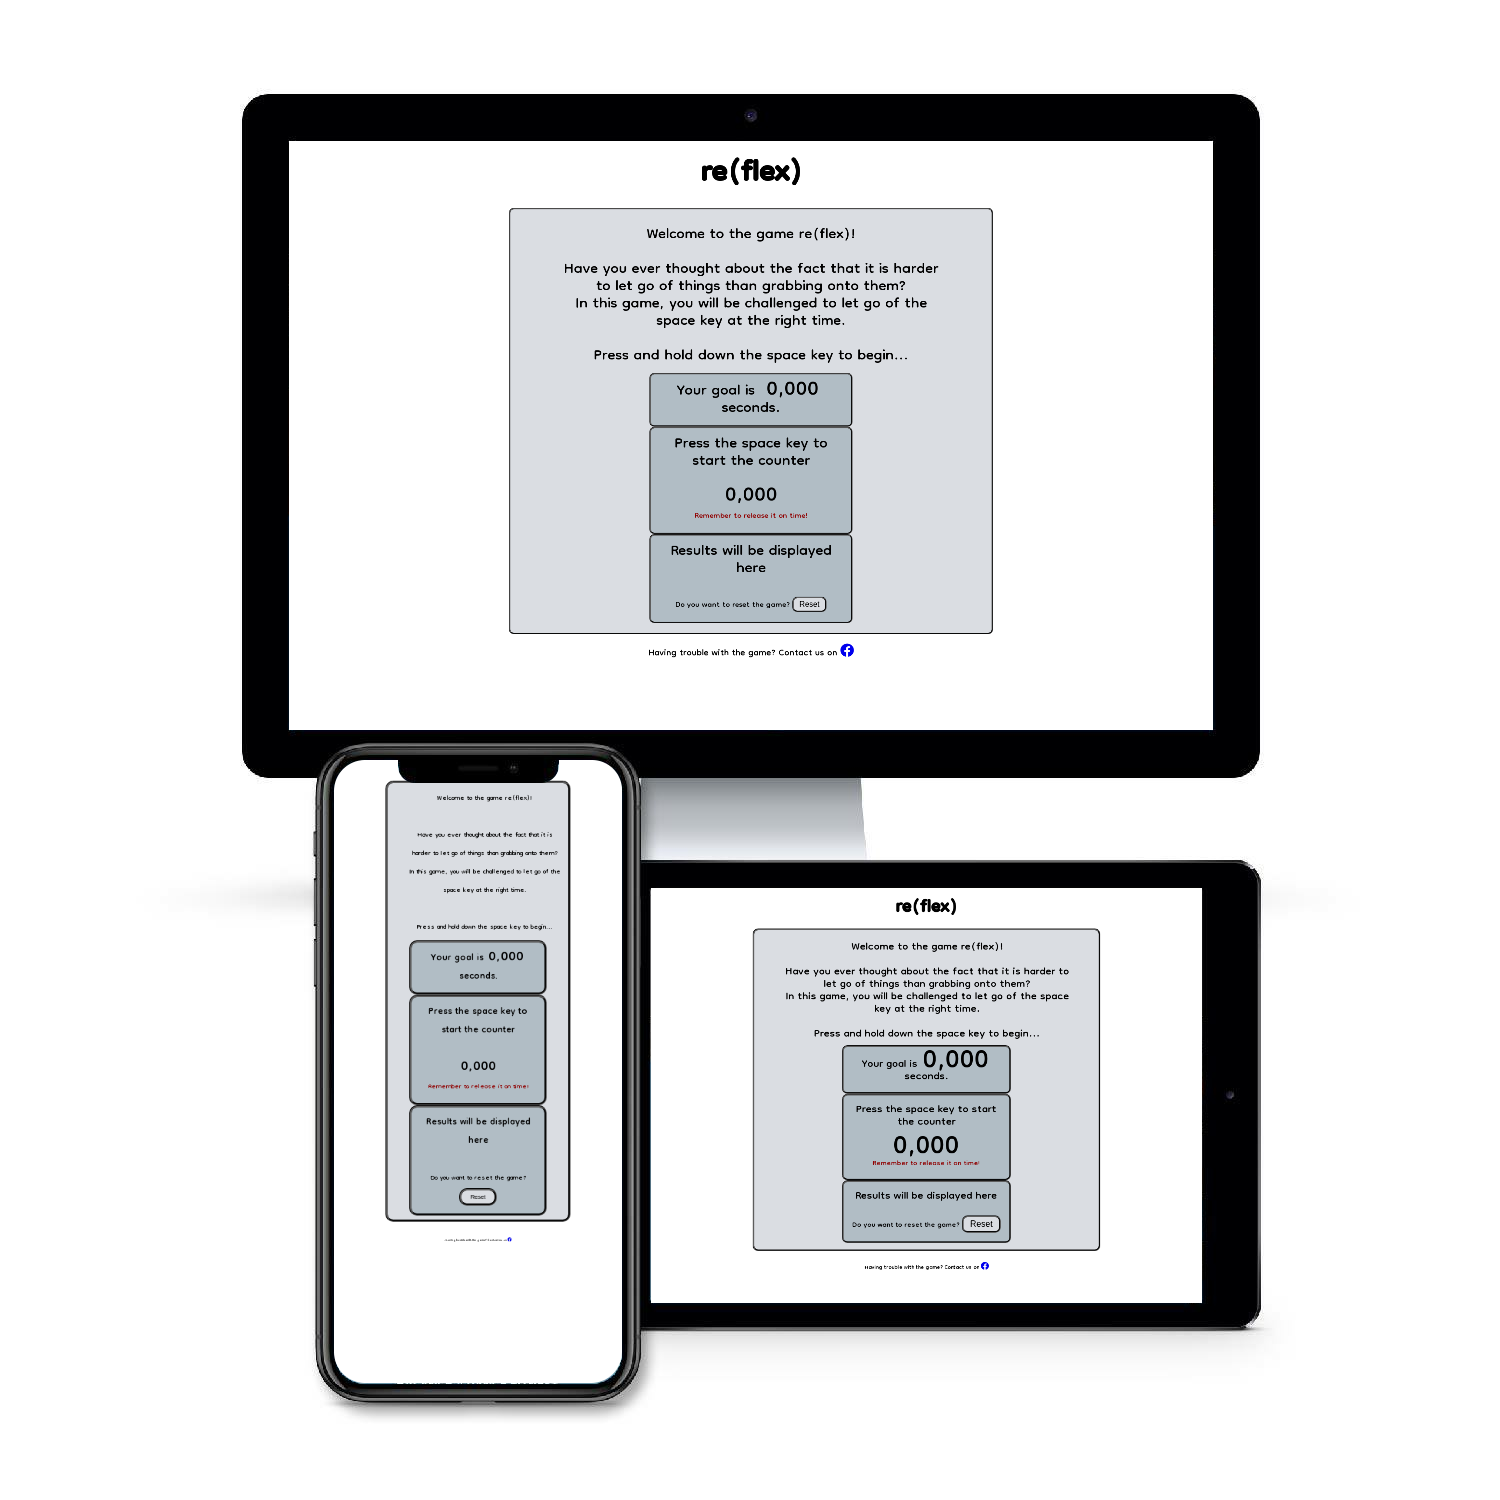 re(flex)
Welcome to the game re(flex)!
Have you ever thought about the fact that it is harder
to let go of things than grabbing onto them?
In this game, you will be challenged to let go of the
space key at the right time.
Press and hold down the space key to begin...
Your goal is 0,000
seconds.
Press the space key to
start the counter
0,000
Remember to release it on time!
Results will be displayed
here
Do you want to reset the game? Reset
Having trouble with the game? Contact us on
Welcome to the game re(flex)!
Have you ever thought about the fact that it is
harder to let go of things than grabbing onto them?
In this game, you will be challenged to let go of the
space key at the right time.
Press and hold down the space key to begin...
Your goal is 0,000
seconds.
Press the space key to
start the counter
0,000
Remember to release it on time!
Results will be displayed
here
Do you want to reset the game?
Reset
re(flex)
Welcome to the game re(flex)!
Have you ever thought about the fact that it is harder to
let go of things than grabbing onto them?
In this game, you will be challenged to let go of the space
key at the right time.
Press and hold down the space key to begin...
Your goal is 0,000
seconds.
Press the space key to start
the counter
0,000
Remember to release it on time!
Results will be displayed here
Do you want to reset the game? Reset
Having trouble with the game? Contact us on